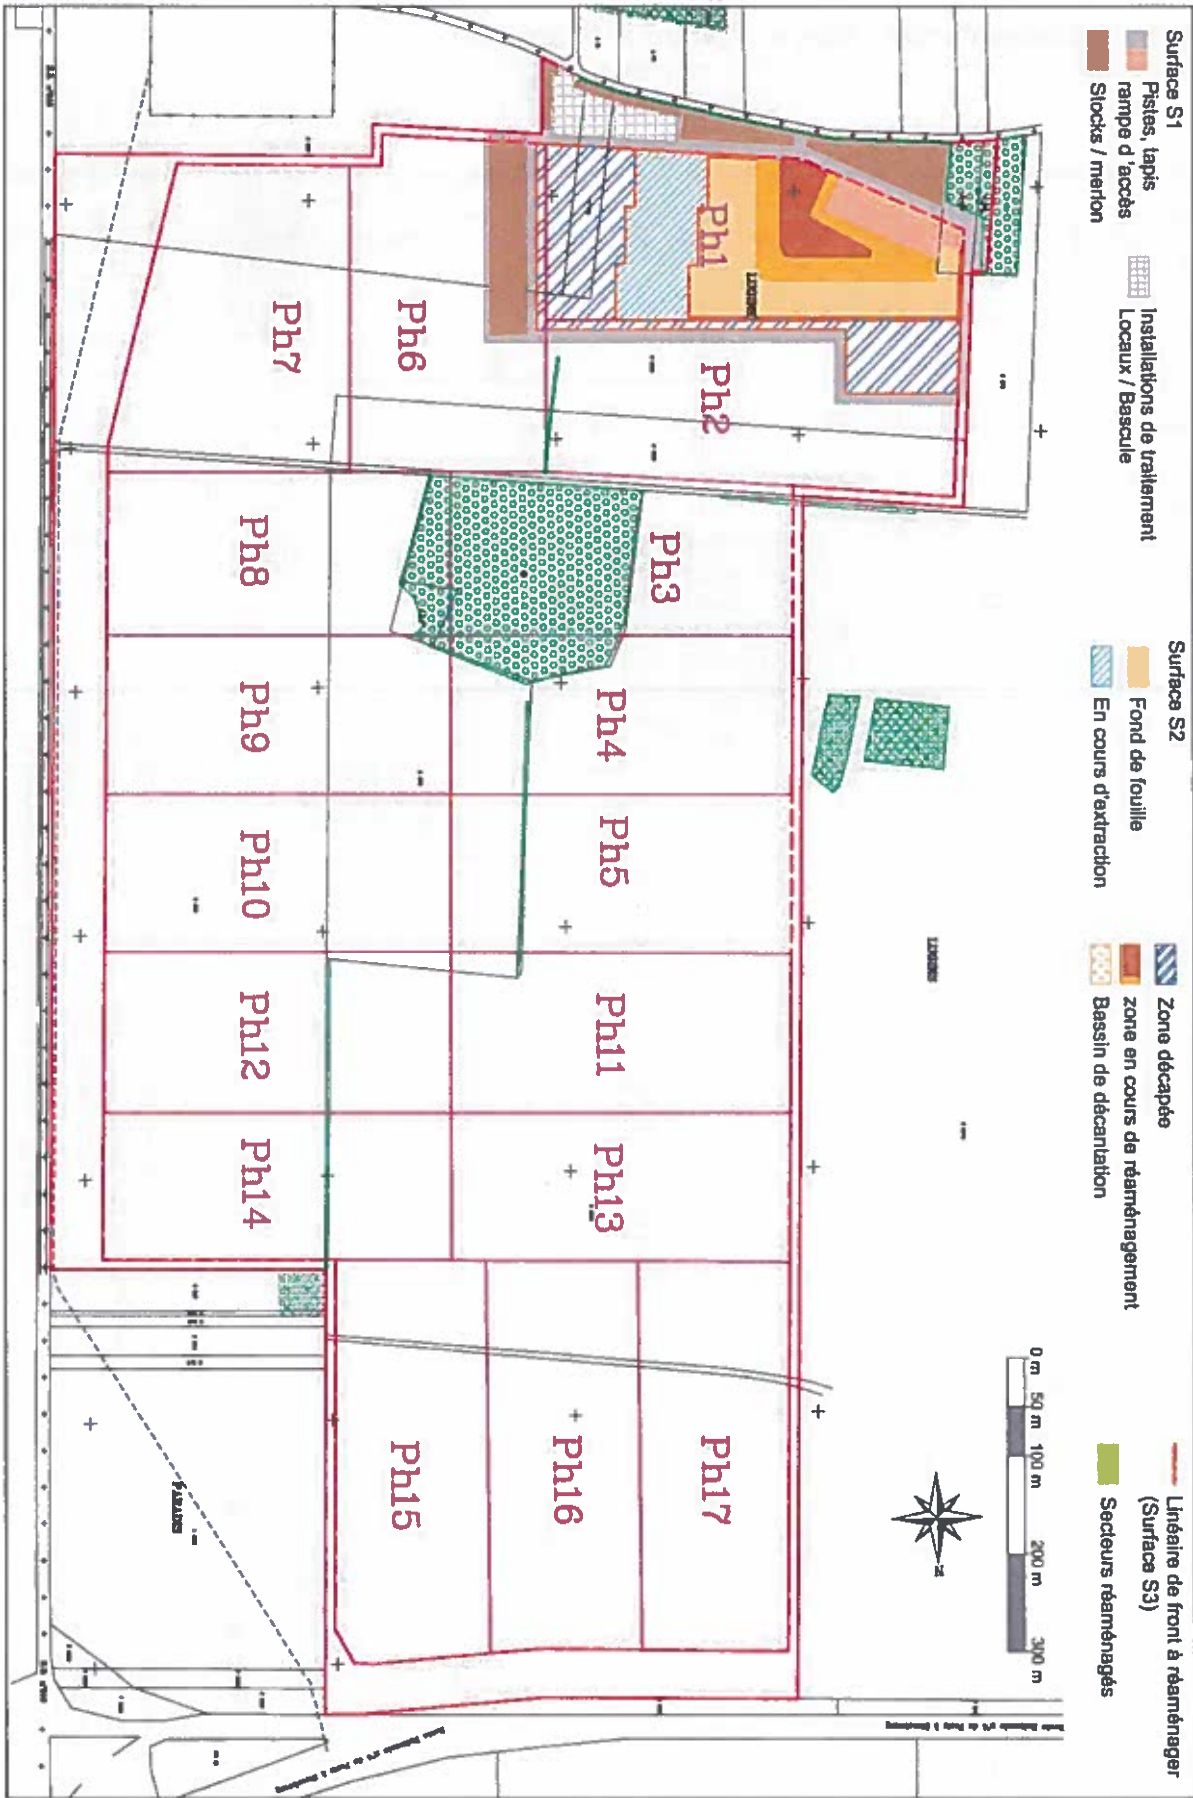 Surface S1
Pistes, tapis
rampe d'accès
Stocks / merlon
Installations de traitement
Locaux / Bascule
Surface S2
Fond de fouille
En cours d'extraction
Zone décapée
zone en cours de réaménagement
Bassin de décantation
Linéaire de front à réaménager
(Surface S3)
Secteurs réaménagés
0 m 50 m 100 m 200 m 300 m
N
Ph1
Ph2
Ph3
Ph4
Ph5
Ph11
Ph13
Ph17
Ph16
Ph15
Ph6
Ph7
Ph8
Ph9
Ph10
Ph12
Ph14
PARADIS